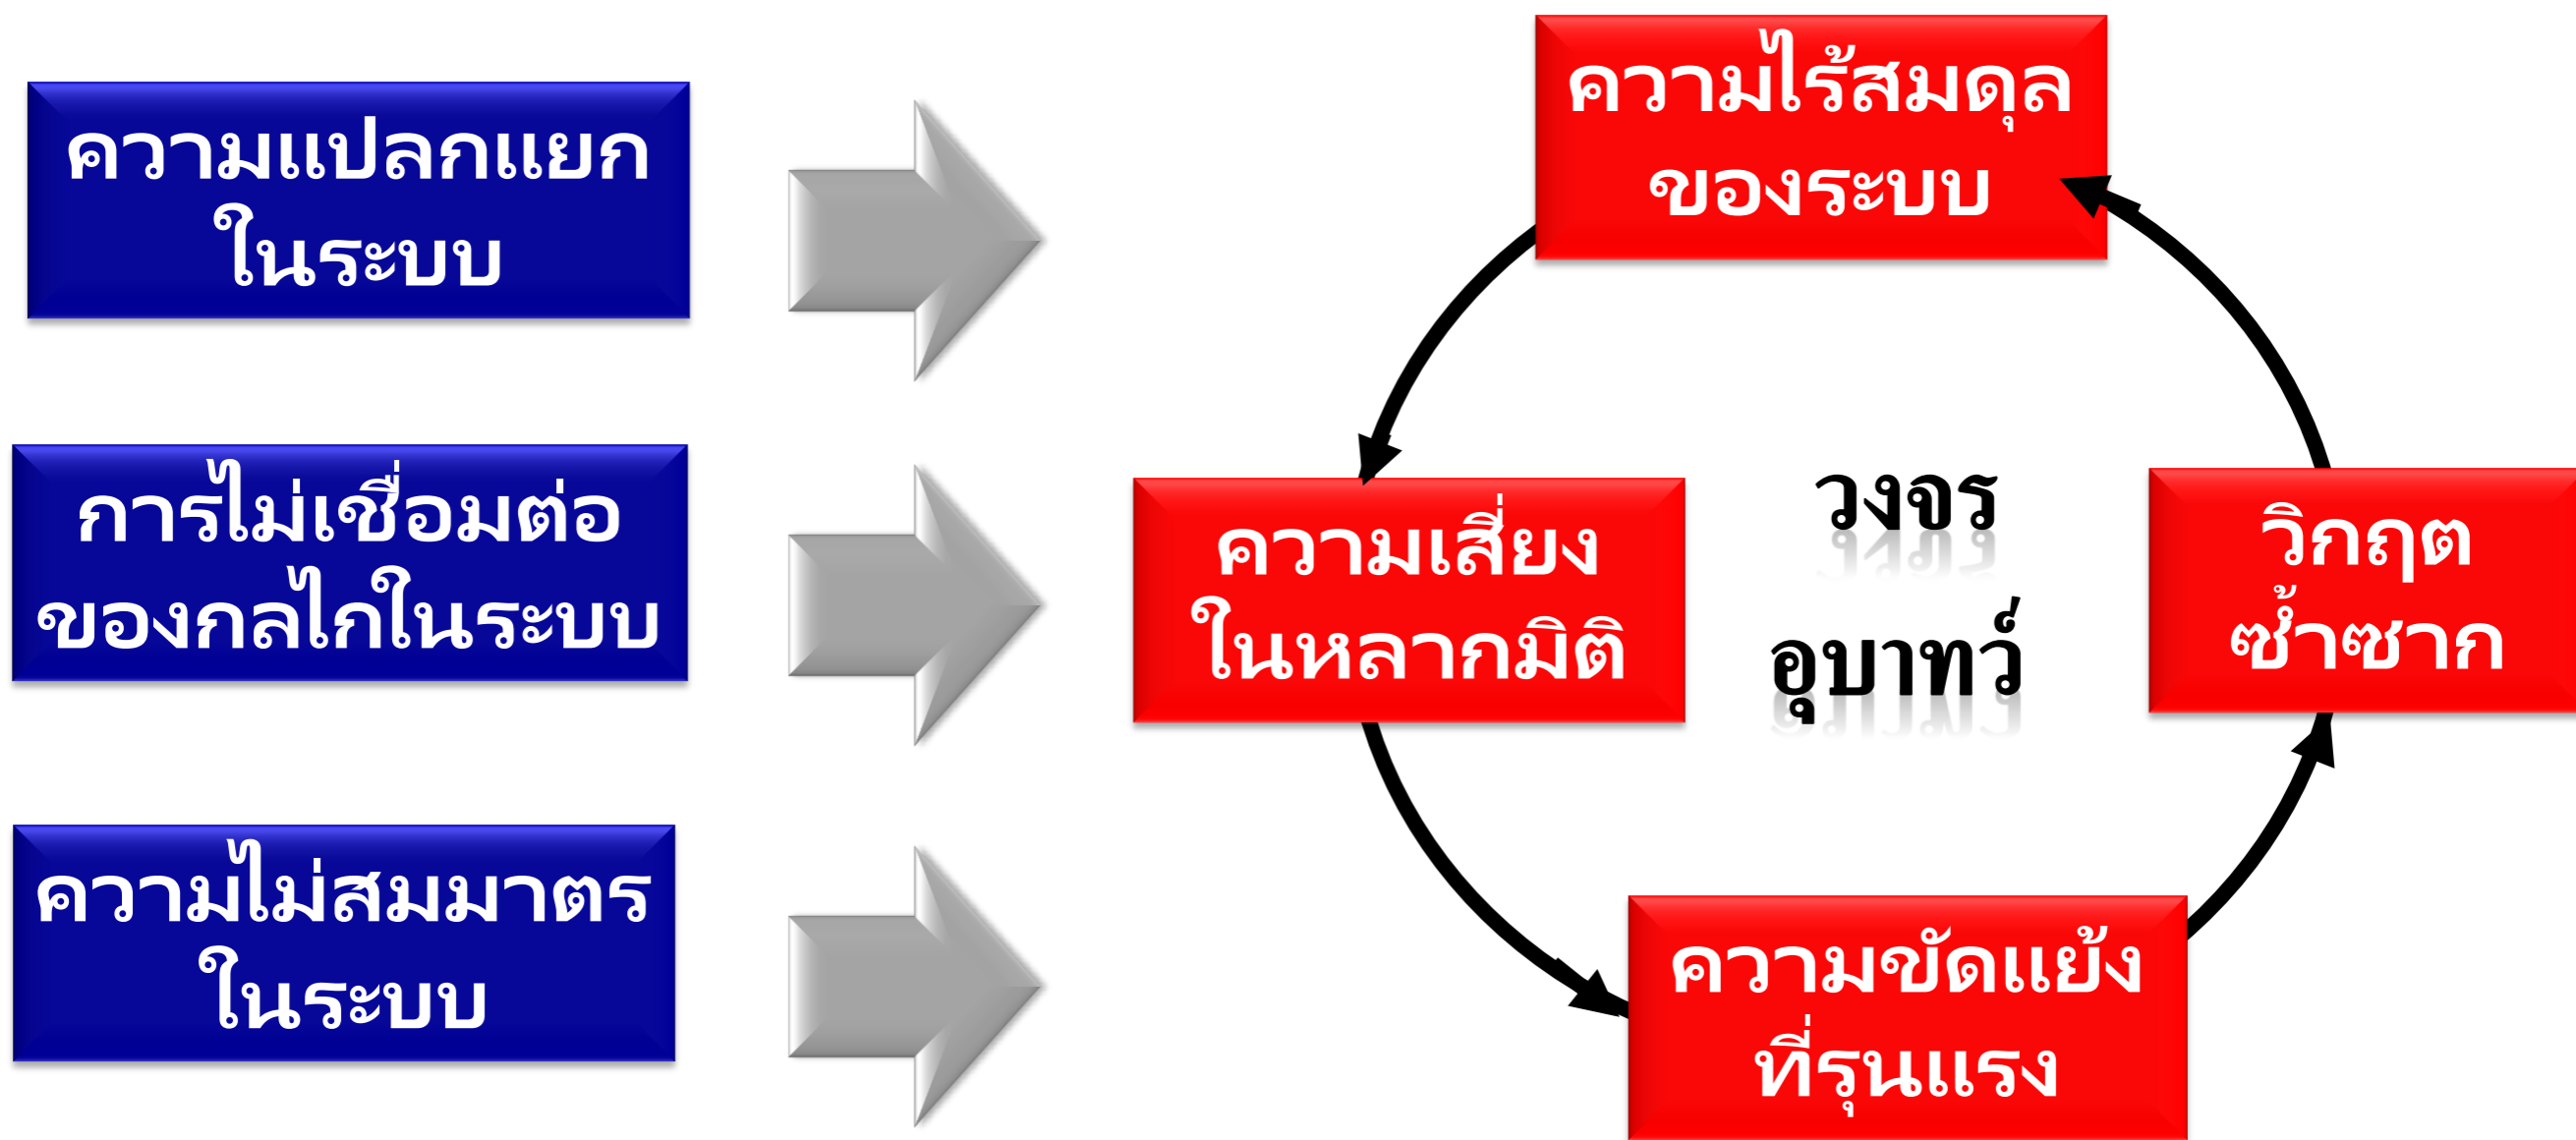 ความแปลกแยก
ในระบบ
การไม่เชื่อมต่อ
ของกลไกในระบบ
ความไม่สมมาตร
ในระบบ
ความไร้สมดุล
ของระบบ
ความเสี่ยง
ในหลากมิติ
วงจร
อุบาทว์
วิกฤต
ซ้ำซาก
ความขัดแย้ง
ที่รุนแรง